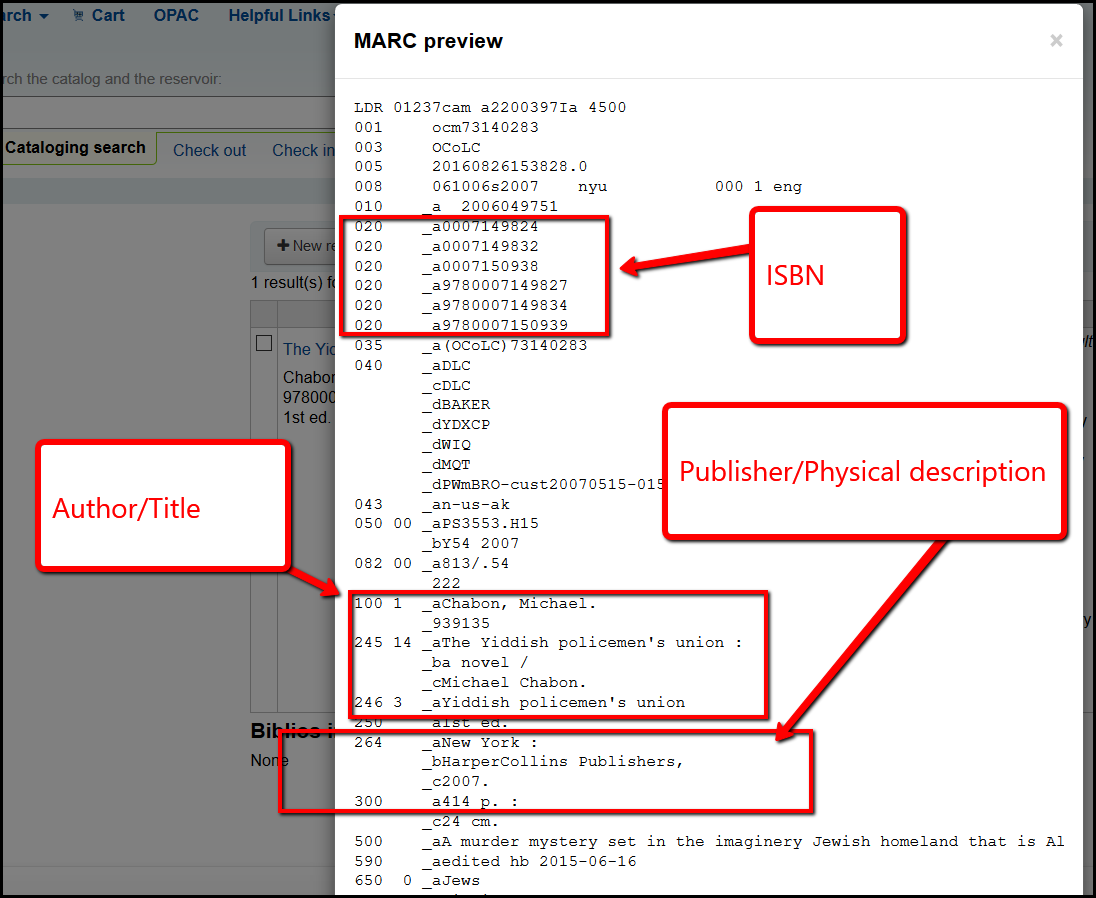 rch Cart OPAC Helpful Links
rch the catalog and the reservoir:
Cataloging search Check out Check in
New re
1 result(s) fo
The Yid
Chabon
978000
1st ed.
Biblios i
None
MARC preview ×
LDR 01237cam a2200397Ia 4500
001 ocm73140283
003 OCoLC
005 20160826153828.0
008 061006s2007 nyu 000 1 eng
010 _a 2006049751
020 _a0007149824
020 _a0007149832
020 _a0007150938
020 _a9780007149827
020 _a9780007149834
020 _a9780007150939
035 _a(OCoLC)73140283
040 _aDLC
_cDLC
_dBAKER
_dYDXCP
_dWIQ
_dMQT
_dPWmBRO-cust20070515-015
043 _an-us-ak
050 00 _aPS3553.H15
_bY54 2007
082 00 _a813/.54
_222
100 1 _aChabon, Michael.
_939135
245 14 _aThe Yiddish policemen's union :
_ba novel /
_cMichael Chabon.
246 3 _aYiddish policemen's union
250 _a1st ed.
264 _aNew York :
_bHarperCollins Publishers,
_c2007.
300 _a414 p. :
_c24 cm.
500 _aA murder mystery set in the imaginery Jewish homeland that is Al
590 _aedited hb 2015-06-16
650 0 _aJews
ISBN
Publisher/Physical description
Author/Title